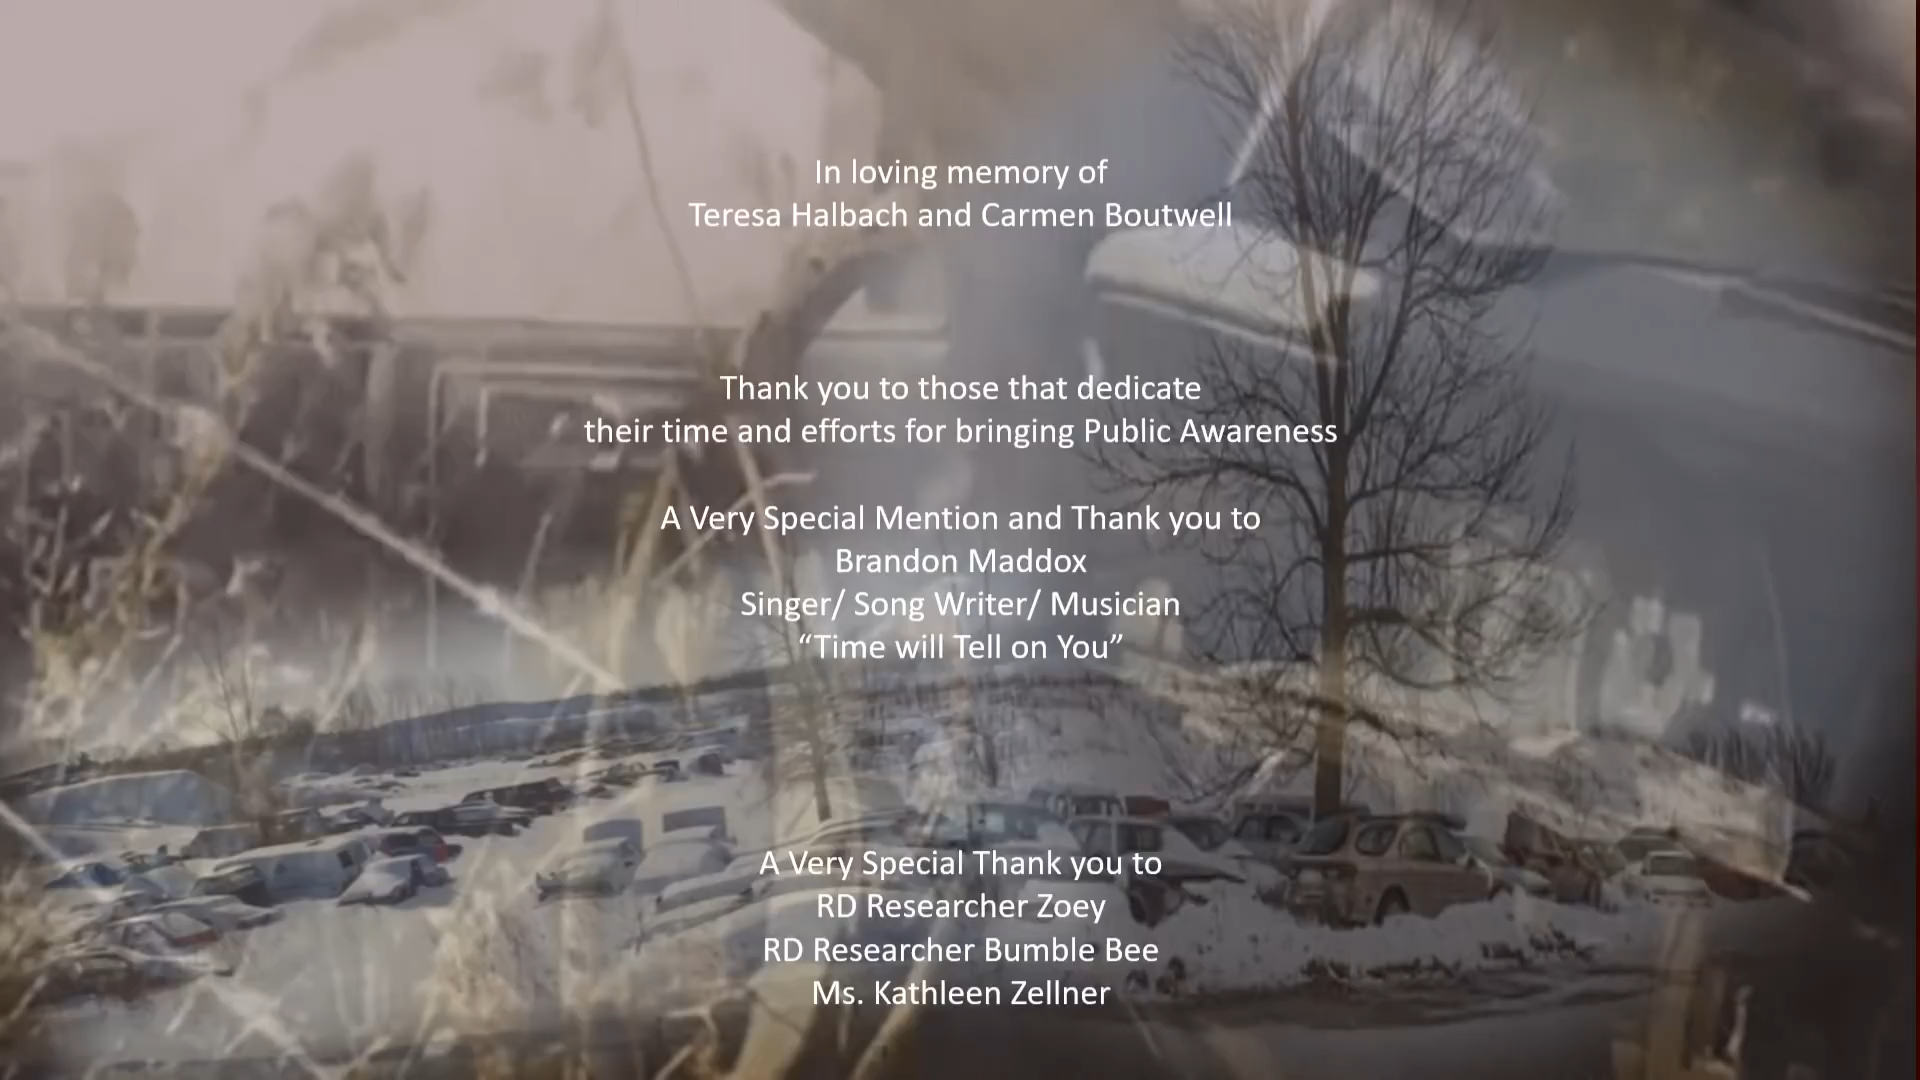 In loving memory of
Teresa Halbach and Carmen Boutwell
Thank you to those that dedicate
their time and efforts for bringing Public Awareness
A Very Special Mention and Thank you to
Brandon Maddox
Singer/ Song Writer/ Musician
“Time will Tell on You”
A Very Special Thank you to
RD Researcher Zoey
RD Researcher Bumble Bee
Ms. Kathleen Zellner